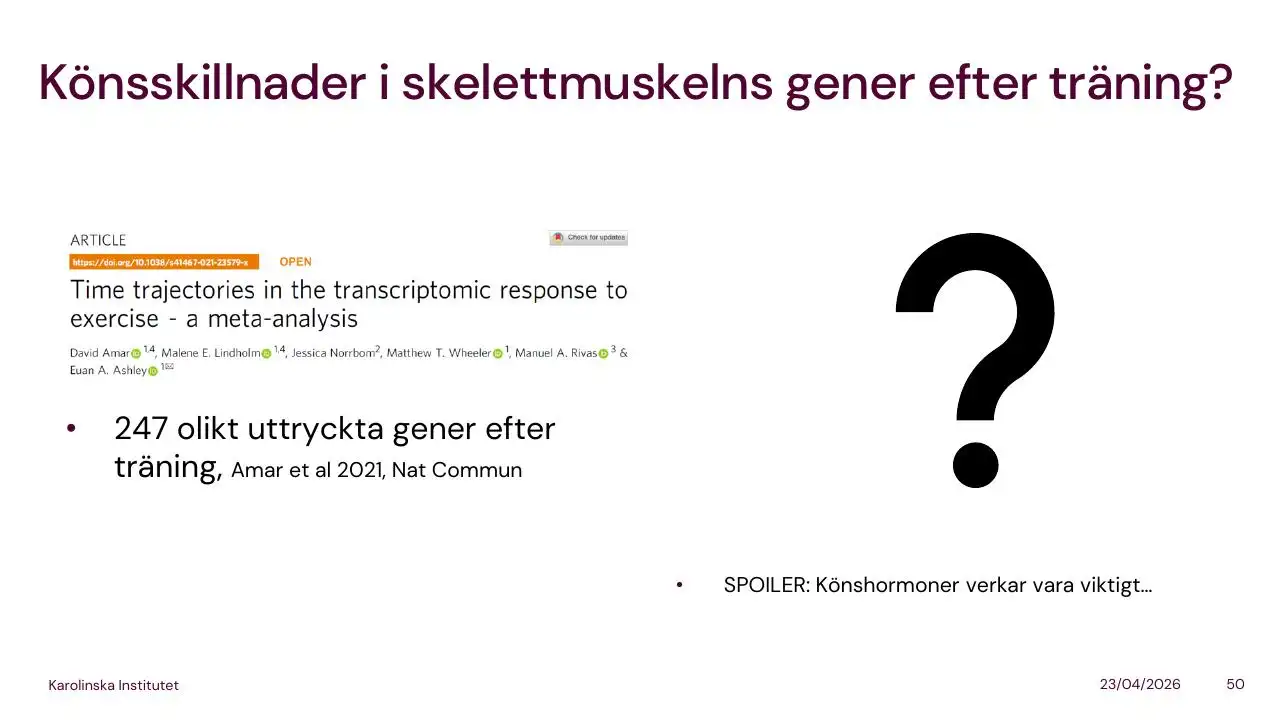 Könsskillnader i skelettmuskelns gener efter träning?
ARTICLE
Check for updates
https://doi.org/10.1038/s41467-021-23579-x
OPEN
Time trajectories in the transcriptomic response to
exercise - a meta-analysis
David Amar 1,4, Malene E. Lindholm 1,4, Jessica Norrbom2, Matthew T. Wheeler 1, Manuel A. Rivas 3 &
Euan A. Ashley 1✉
• 247 olikt uttryckta gener efter
träning, Amar et al 2021, Nat Commun
?
• SPOILER: Könshormoner verkar vara viktigt...
Karolinska Institutet
23/04/2026
50